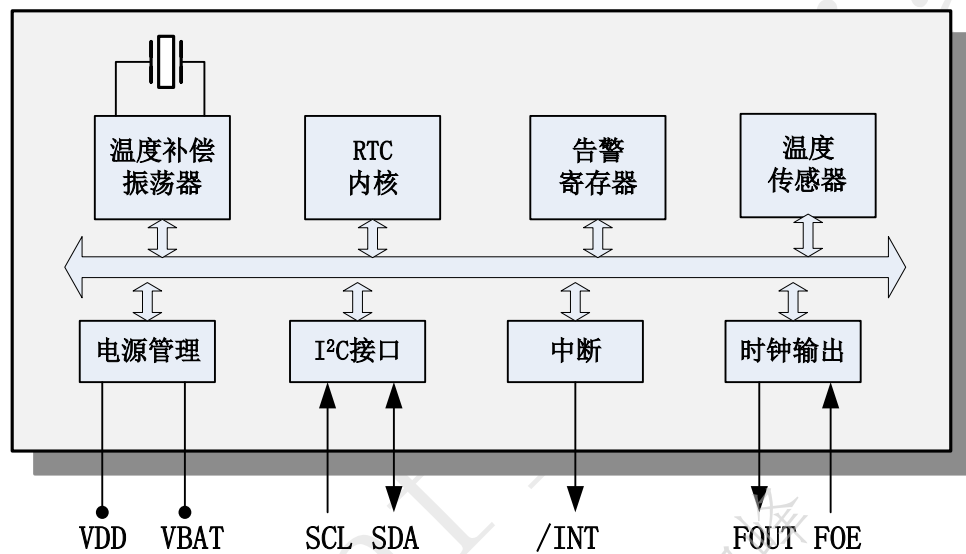 温度补偿
振荡器
RTC
内核
告警
寄存器
温度
传感器
电源管理
I²C接口
中断
时钟输出
VDD
VBAT
SCL
SDA
/INT
FOUT
FOE